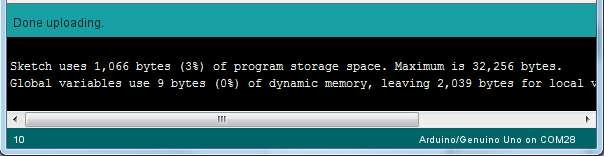 Done uploading.
Sketch uses 1,066 bytes (3%) of program storage space. Maximum is 32,256 bytes.
Global variables use 9 bytes (0%) of dynamic memory, leaving 2,039 bytes for local
10
Arduino/Genuino Uno on COM28